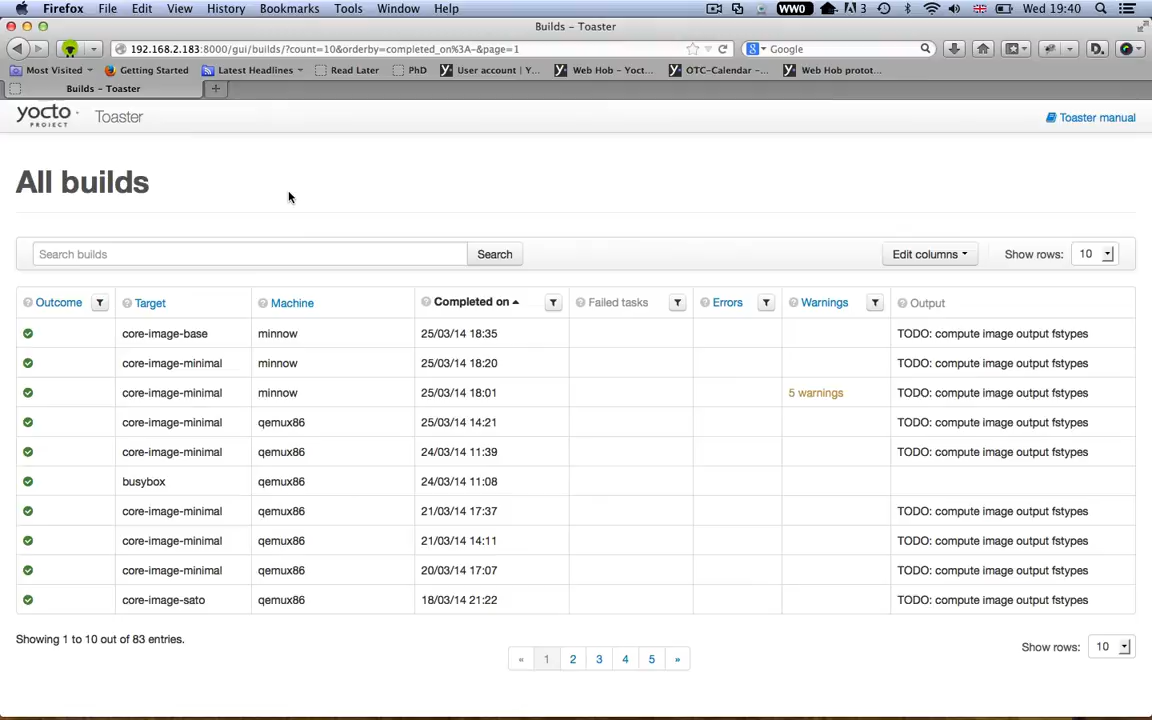 Firefox File Edit View History Bookmarks Tools Window Help WW0 3 Wed 19:40
Builds – Toaster
192.168.2.183:8000/gui/builds/?count=10&orderby=completed_on%3A-&page=1 Google
Most Visited Getting Started Latest Headlines Read Later PhD User account | Y... Web Hob – Yoct... OTC-Calendar -... Web Hob protot...
Builds – Toaster
yocto PROJECT Toaster Toaster manual
All builds
Search builds Search Edit columns Show rows: 10
Outcome Target Machine Completed on Failed tasks Errors Warnings Output
core-image-base minnow 25/03/14 18:35 TODO: compute image output fstypes
core-image-minimal minnow 25/03/14 18:20 TODO: compute image output fstypes
core-image-minimal minnow 25/03/14 18:01 5 warnings TODO: compute image output fstypes
core-image-minimal qemux86 25/03/14 14:21 TODO: compute image output fstypes
core-image-minimal qemux86 24/03/14 11:39 TODO: compute image output fstypes
busybox qemux86 24/03/14 11:08
core-image-minimal qemux86 21/03/14 17:37 TODO: compute image output fstypes
core-image-minimal qemux86 21/03/14 14:11 TODO: compute image output fstypes
core-image-minimal qemux86 20/03/14 17:07 TODO: compute image output fstypes
core-image-sato qemux86 18/03/14 21:22 TODO: compute image output fstypes
Showing 1 to 10 out of 83 entries.
« 1 2 3 4 5 » Show rows: 10